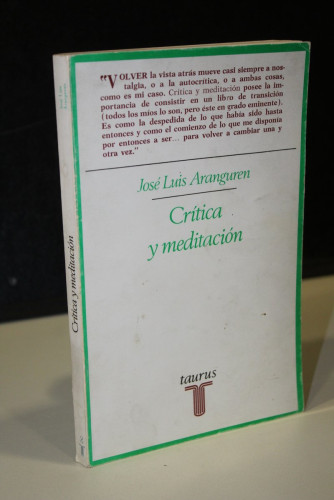 "VOLVER la vista atrás mueve casi siempre a nos-
talgia, o a la autocrítica, o a ambas cosas,
como es mi caso. Crítica y meditación posee la im-
portancia de consistir en un libro de transición
(todos los míos lo son, pero éste en grado eminente).
Es como la despedida de lo que había sido hasta
entonces y como el comienzo de lo que me disponía
por entonces a ser... para volver a cambiar una y
otra vez."
José Luis Aranguren
Crítica
y meditación
taurus
Crítica y meditación